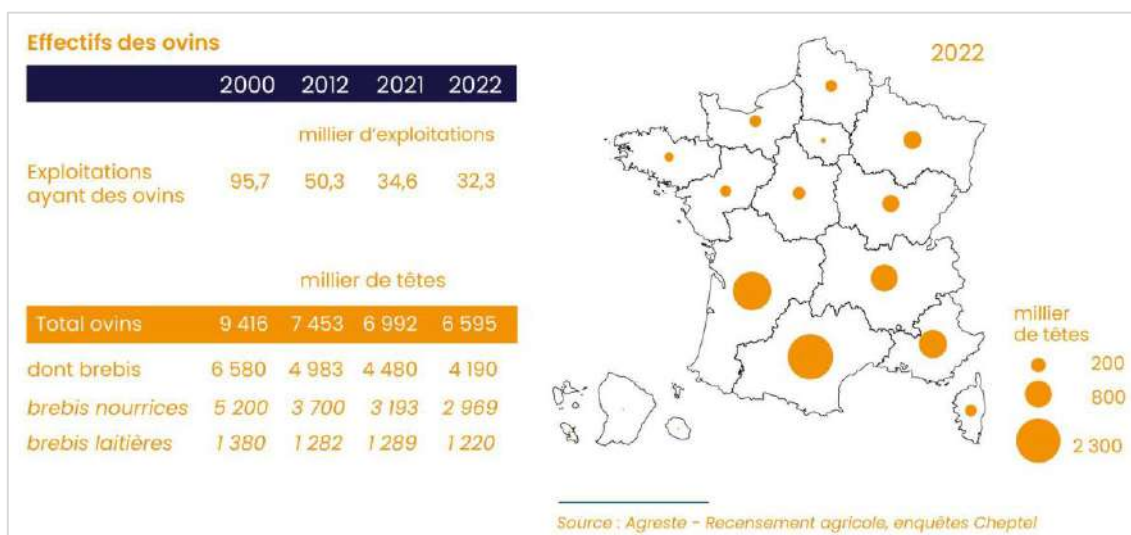 Effectifs des ovins
2000 2012 2021 2022
millier d'exploitations
Exploitations
ayant des ovins 95,7 50,3 34,6 32,3
millier de têtes
Total ovins 9 416 7 453 6 992 6 595
dont brebis 6 580 4 983 4 480 4 190
brebis nourrices 5 200 3 700 3 193 2 969
brebis laitières 1 380 1 282 1 289 1 220
2022
millier
de têtes
200
800
2 300
Source : Agreste - Recensement agricole, enquêtes Cheptel